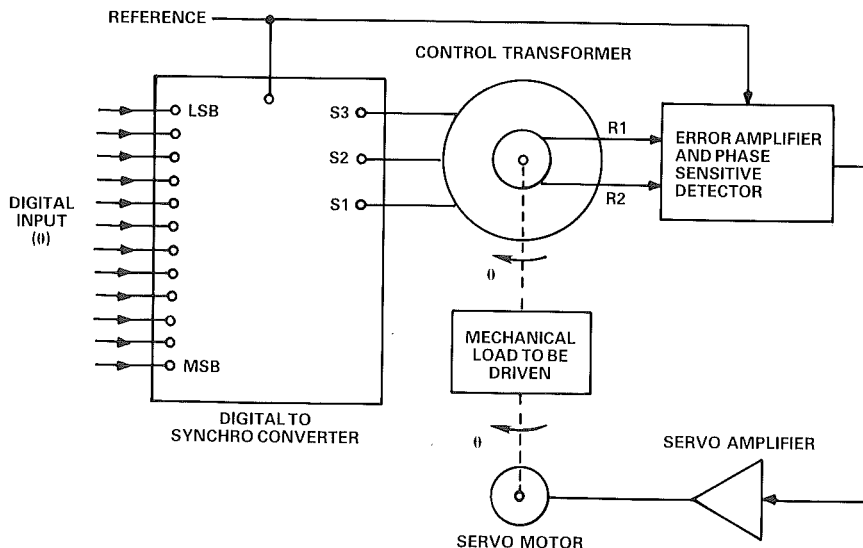 REFERENCE
CONTROL TRANSFORMER
LSB
S3
S2
S1
R1
R2
ERROR AMPLIFIER
AND PHASE
SENSITIVE
DETECTOR
DIGITAL
INPUT
(θ)
MSB
DIGITAL TO
SYNCHRO CONVERTER
θ
MECHANICAL
LOAD TO BE
DRIVEN
θ
SERVO AMPLIFIER
SERVO MOTOR